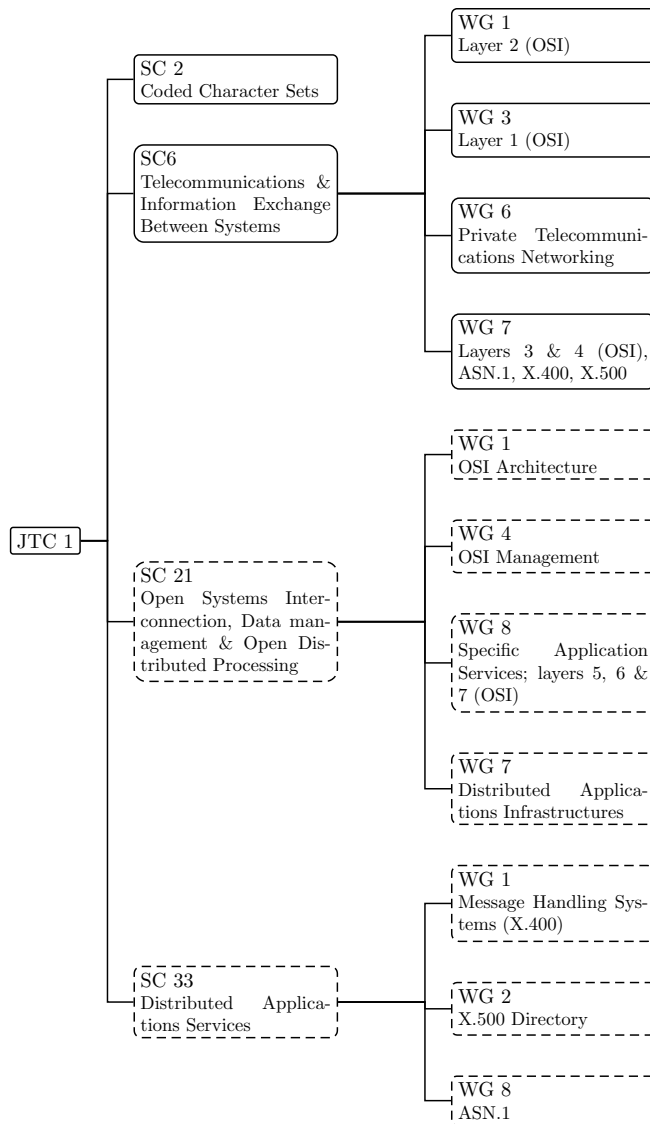 WG 1
Layer 2 (OSI)
SC 2
Coded Character Sets
WG 3
Layer 1 (OSI)
SC6
Telecommunications &
Information Exchange
Between Systems
WG 6
Private Telecommuni-
cations Networking
WG 7
Layers 3 & 4 (OSI),
ASN.1, X.400, X.500
WG 1
OSI Architecture
JTC 1
WG 4
OSI Management
SC 21
Open Systems Inter-
connection, Data man-
agement & Open Dis-
tributed Processing
WG 8
Specific Application
Services; layers 5, 6 &
7 (OSI)
WG 7
Distributed Applica-
tions Infrastructures
WG 1
Message Handling Sys-
tems (X.400)
SC 33
Distributed Applica-
tions Services
WG 2
X.500 Directory
WG 8
ASN.1